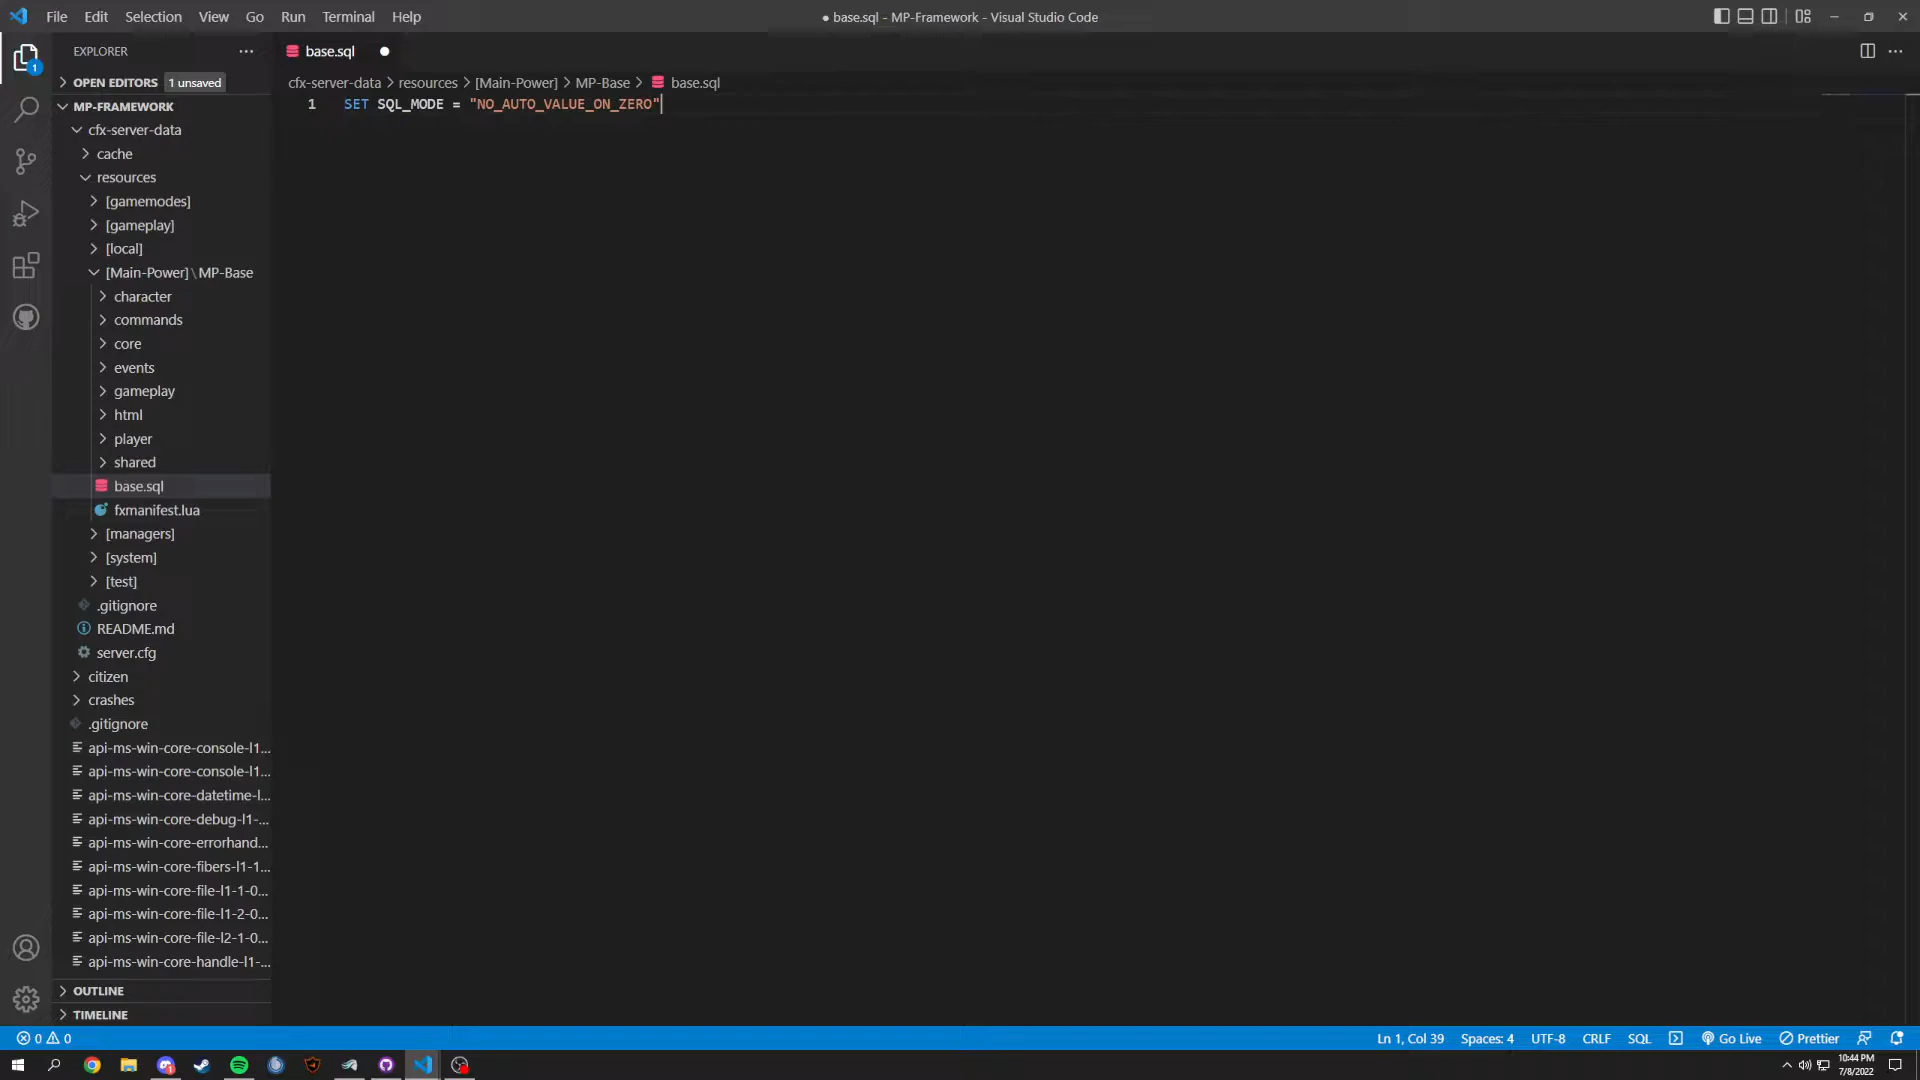 File Edit Selection View Go Run Terminal Help
● base.sql - MP-Framework - Visual Studio Code
EXPLORER
base.sql
OPEN EDITORS 1 unsaved
cfx-server-data > resources > [Main-Power] > MP-Base > base.sql
1 SET SQL_MODE = "NO_AUTO_VALUE_ON_ZERO"
MP-FRAMEWORK
cfx-server-data
cache
resources
[gamemodes]
[gameplay]
[local]
[Main-Power]\MP-Base
character
commands
core
events
gameplay
html
player
shared
base.sql
fxmanifest.lua
[managers]
[system]
[test]
.gitignore
README.md
server.cfg
citizen
crashes
.gitignore
api-ms-win-core-console-l1...
api-ms-win-core-console-l1...
api-ms-win-core-datetime-l...
api-ms-win-core-debug-l1-...
api-ms-win-core-errorhand...
api-ms-win-core-fibers-l1-1...
api-ms-win-core-file-l1-1-0...
api-ms-win-core-file-l1-2-0...
api-ms-win-core-file-l2-1-0...
api-ms-win-core-handle-l1-...
OUTLINE
TIMELINE
0 0
Ln 1, Col 39 Spaces: 4 UTF-8 CRLF SQL Go Live Prettier
10:44 PM
7/8/2022